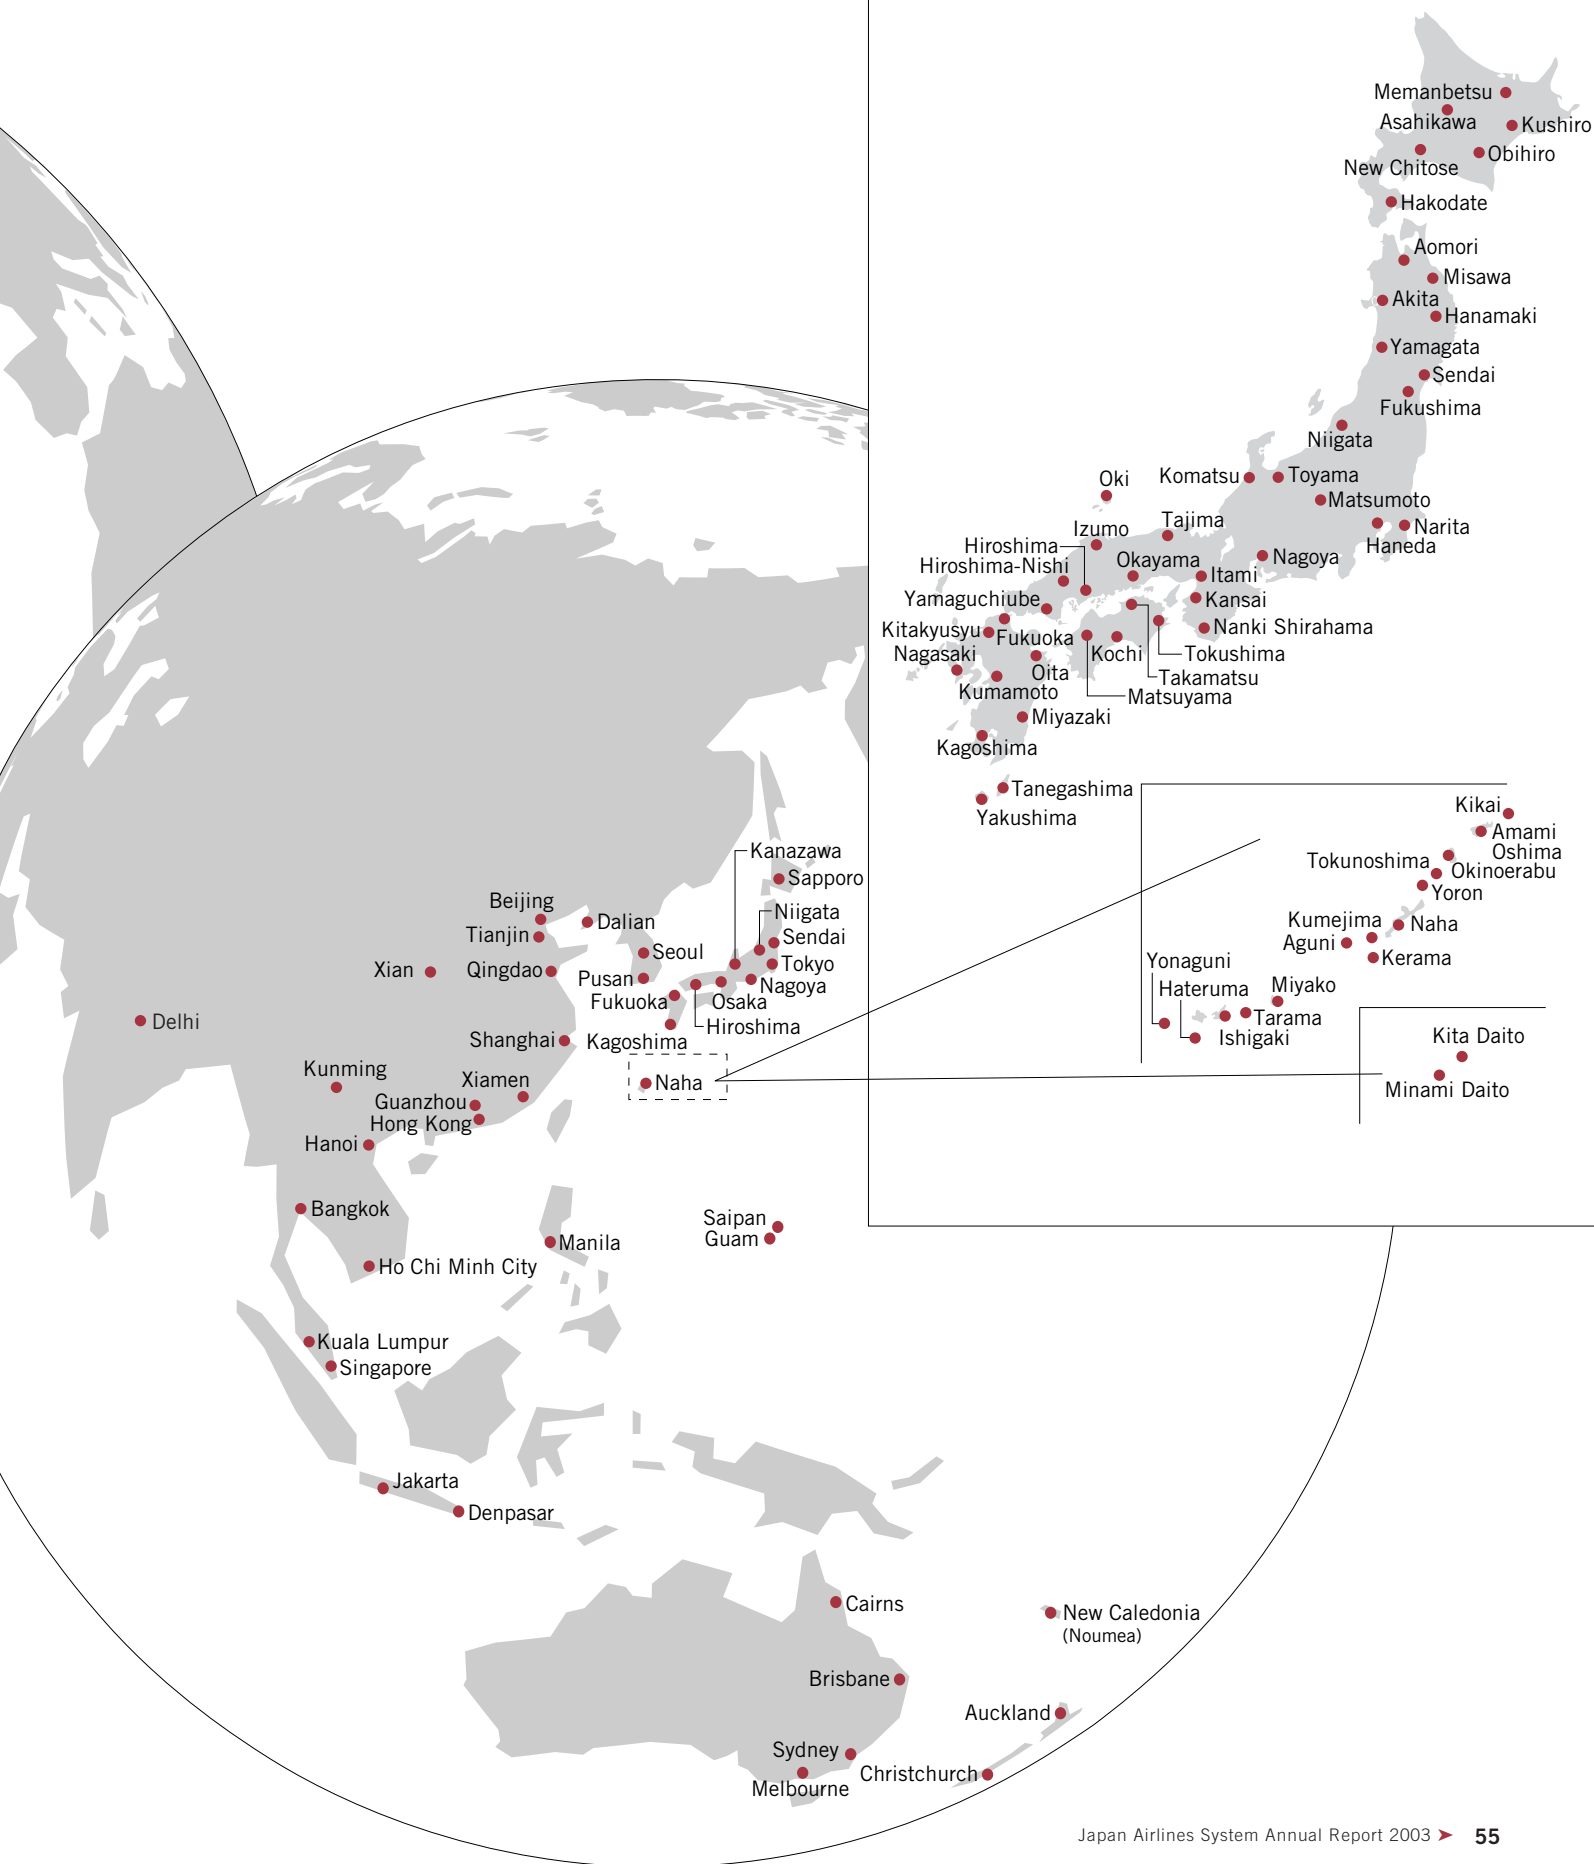 Memanbetsu
Asahikawa
Kushiro
Obihiro
New Chitose
Hakodate
Aomori
Misawa
Akita
Hanamaki
Yamagata
Sendai
Fukushima
Niigata
Komatsu
Toyama
Oki
Matsumoto
Tajima
Izumo
Narita
Haneda
Hiroshima
Okayama
Nagoya
Hiroshima-Nishi
Itami
Yamaguchiube
Kansai
Kitakyusyu
Fukuoka
Nanki Shirahama
Nagasaki
Kochi
Tokushima
Oita
Takamatsu
Kumamoto
Matsuyama
Miyazaki
Kagoshima
Tanegashima
Yakushima
Kikai
Amami
Oshima
Tokunoshima
Okinoerabu
Yoron
Kumejima
Naha
Aguni
Kerama
Yonaguni
Hateruma
Miyako
Tarama
Ishigaki
Kita Daito
Minami Daito
Kanazawa
Sapporo
Beijing
Niigata
Dalian
Tianjin
Sendai
Seoul
Tokyo
Xian
Qingdao
Pusan
Nagoya
Fukuoka
Osaka
Delhi
Hiroshima
Shanghai
Kagoshima
Kunming
Xiamen
Naha
Guanzhou
Hong Kong
Hanoi
Bangkok
Saipan
Guam
Manila
Ho Chi Minh City
Kuala Lumpur
Singapore
Jakarta
Denpasar
Cairns
New Caledonia
(Noumea)
Brisbane
Auckland
Sydney
Christchurch
Melbourne
Japan Airlines System Annual Report 2003 ➤ 55